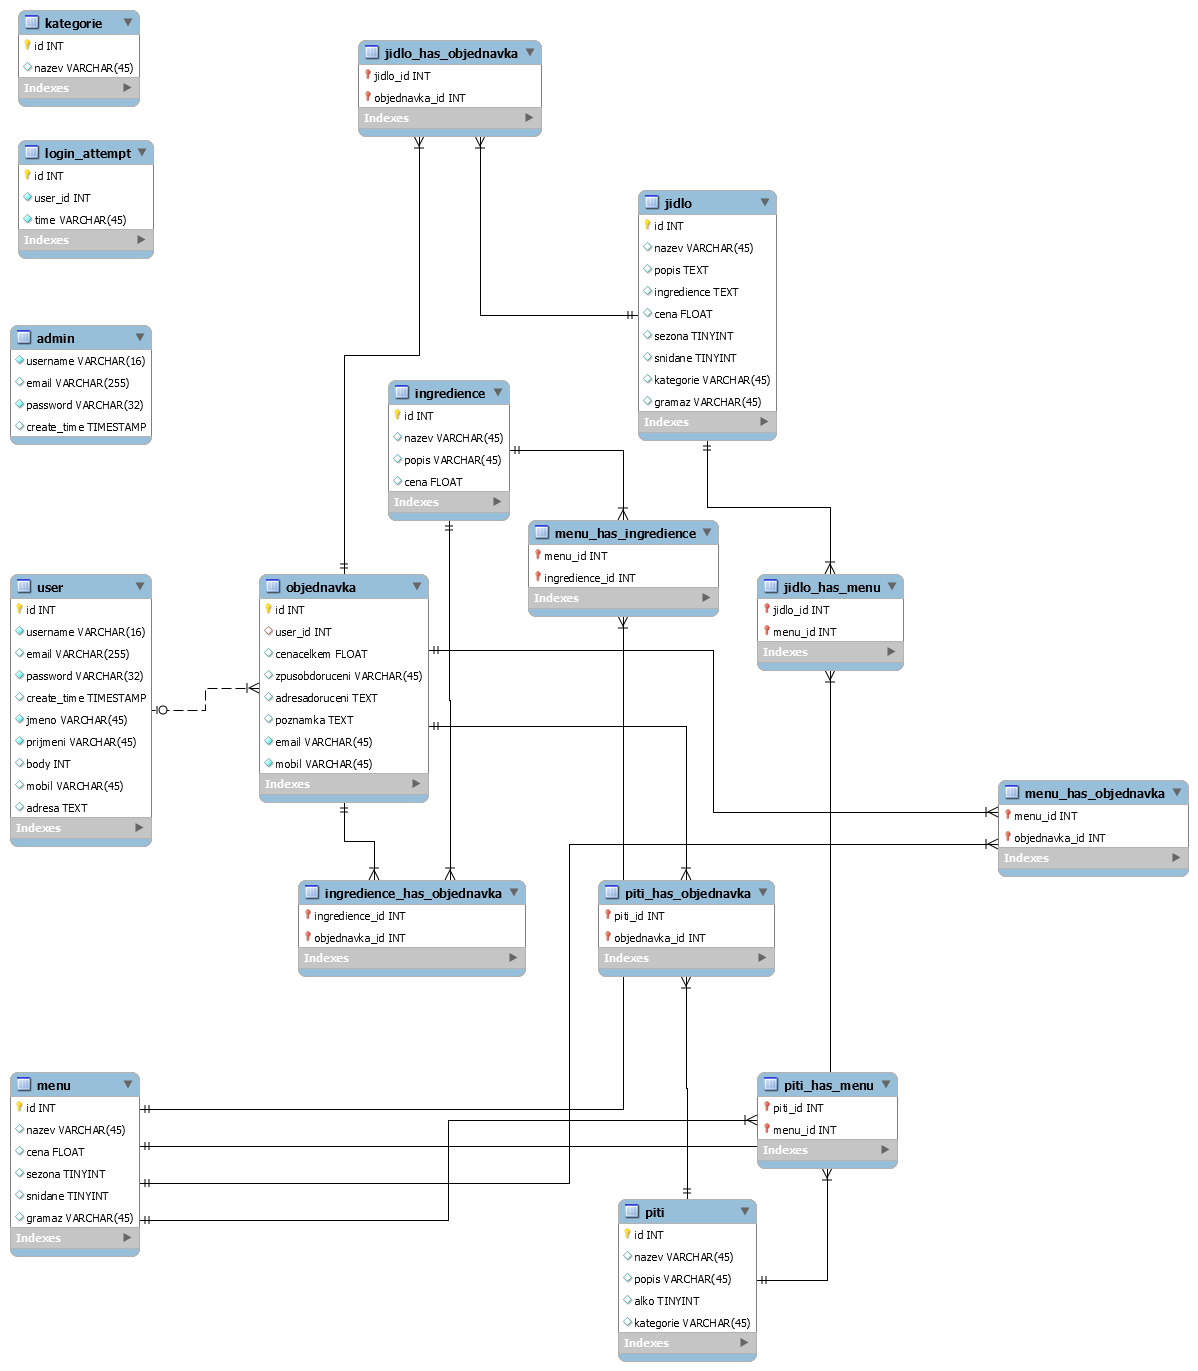 kategorie
id INT
nazev VARCHAR(45)
Indexes
login_attempt
id INT
user_id INT
time VARCHAR(45)
Indexes
admin
username VARCHAR(16)
email VARCHAR(255)
password VARCHAR(32)
create_time TIMESTAMP
user
id INT
username VARCHAR(16)
email VARCHAR(255)
password VARCHAR(32)
create_time TIMESTAMP
jmeno VARCHAR(45)
prijmeni VARCHAR(45)
body INT
mobil VARCHAR(45)
adresa TEXT
Indexes
menu
id INT
nazev VARCHAR(45)
cena FLOAT
sezona TINYINT
snidane TINYINT
gramaz VARCHAR(45)
Indexes
jidlo_has_objednavka
jidlo_id INT
objednavka_id INT
Indexes
ingredience
id INT
nazev VARCHAR(45)
popis VARCHAR(45)
cena FLOAT
Indexes
objednavka
id INT
user_id INT
cenacelkem FLOAT
zpusobdoruceni VARCHAR(45)
adresadoruceni TEXT
poznamka TEXT
email VARCHAR(45)
mobil VARCHAR(45)
Indexes
ingredience_has_objednavka
ingredience_id INT
objednavka_id INT
Indexes
jidlo
id INT
nazev VARCHAR(45)
popis TEXT
ingredience TEXT
cena FLOAT
sezona TINYINT
snidane TINYINT
kategorie VARCHAR(45)
gramaz VARCHAR(45)
Indexes
menu_has_ingredience
menu_id INT
ingredience_id INT
Indexes
jidlo_has_menu
jidlo_id INT
menu_id INT
Indexes
menu_has_objednavka
menu_id INT
objednavka_id INT
Indexes
piti_has_objednavka
piti_id INT
objednavka_id INT
Indexes
piti_has_menu
piti_id INT
menu_id INT
Indexes
piti
id INT
nazev VARCHAR(45)
popis VARCHAR(45)
alko TINYINT
kategorie VARCHAR(45)
Indexes